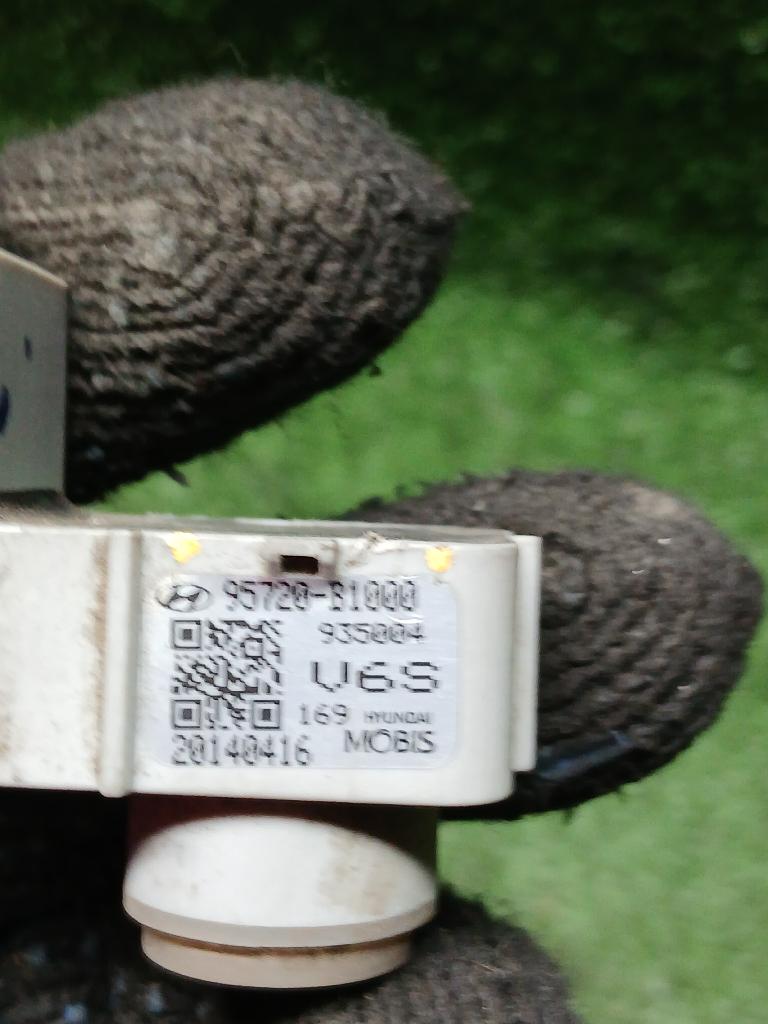 95720-B1000
935004
V6S
169 HYUNDAI
20140416 MOBIS